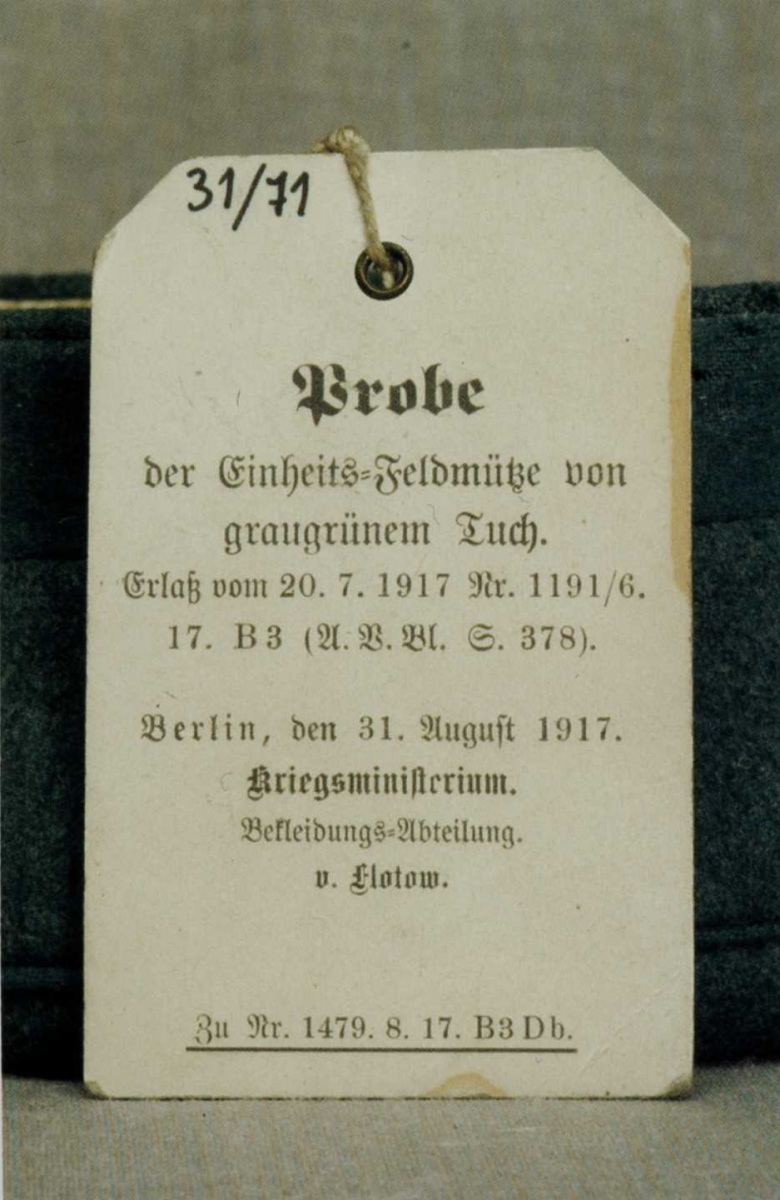 31/71
Probe
der Einheits-Feldmütze von
graugrünem Tuch.
Erlaß vom 20. 7. 1917 Nr. 1191/6.
17. B 3 (A. V. Bl. S. 378).
Berlin, den 31. August 1917.
Kriegsministerium.
Bekleidungs-Abteilung.
v. Flotow.
Zu Nr. 1479. 8. 17. B3 Db.